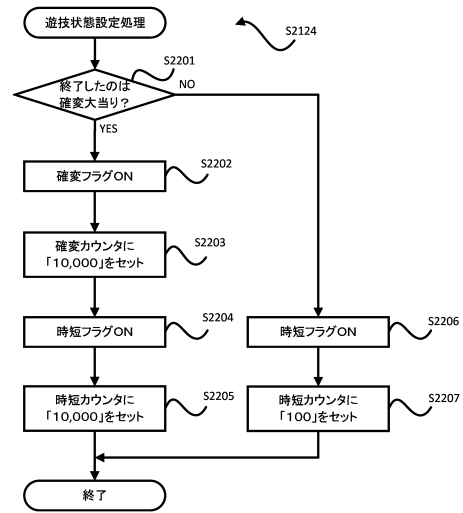 遊技状態設定処理
S2124
S2201
終了したのは
確変大当り？
NO
YES
S2202
確変フラグON
S2203
確変カウンタに
「10,000」をセット
S2204
時短フラグON
S2206
時短フラグON
S2205
時短カウンタに
「10,000」をセット
S2207
時短カウンタに
「100」をセット
終了